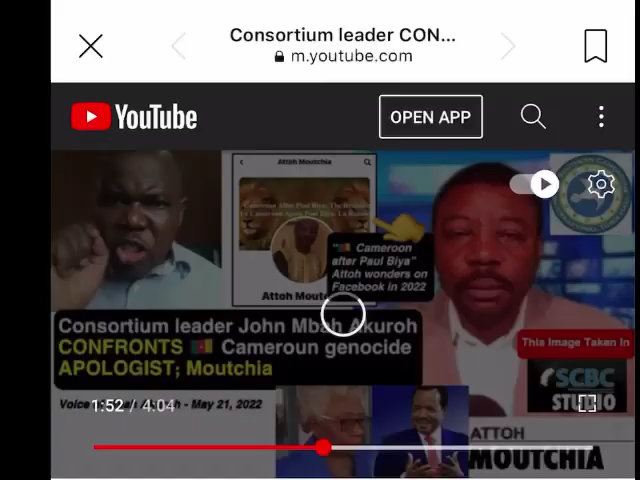 Consortium leader CON...
m.youtube.com
YouTube
OPEN APP
Attoh Moutchia
"🇨🇲 Cameroon
after Paul Biya"
Attoh wonders on
Facebook in 2022
Attoh Mout
Consortium leader John Mbah Akuroh
CONFRONTS 🇨🇲 Cameroun genocide
APOLOGIST; Moutchia
This Image Taken In
SCBC
STUDIO
1:52 / 4:04
- May 21, 2022
ATTOH
MOUTCHIA